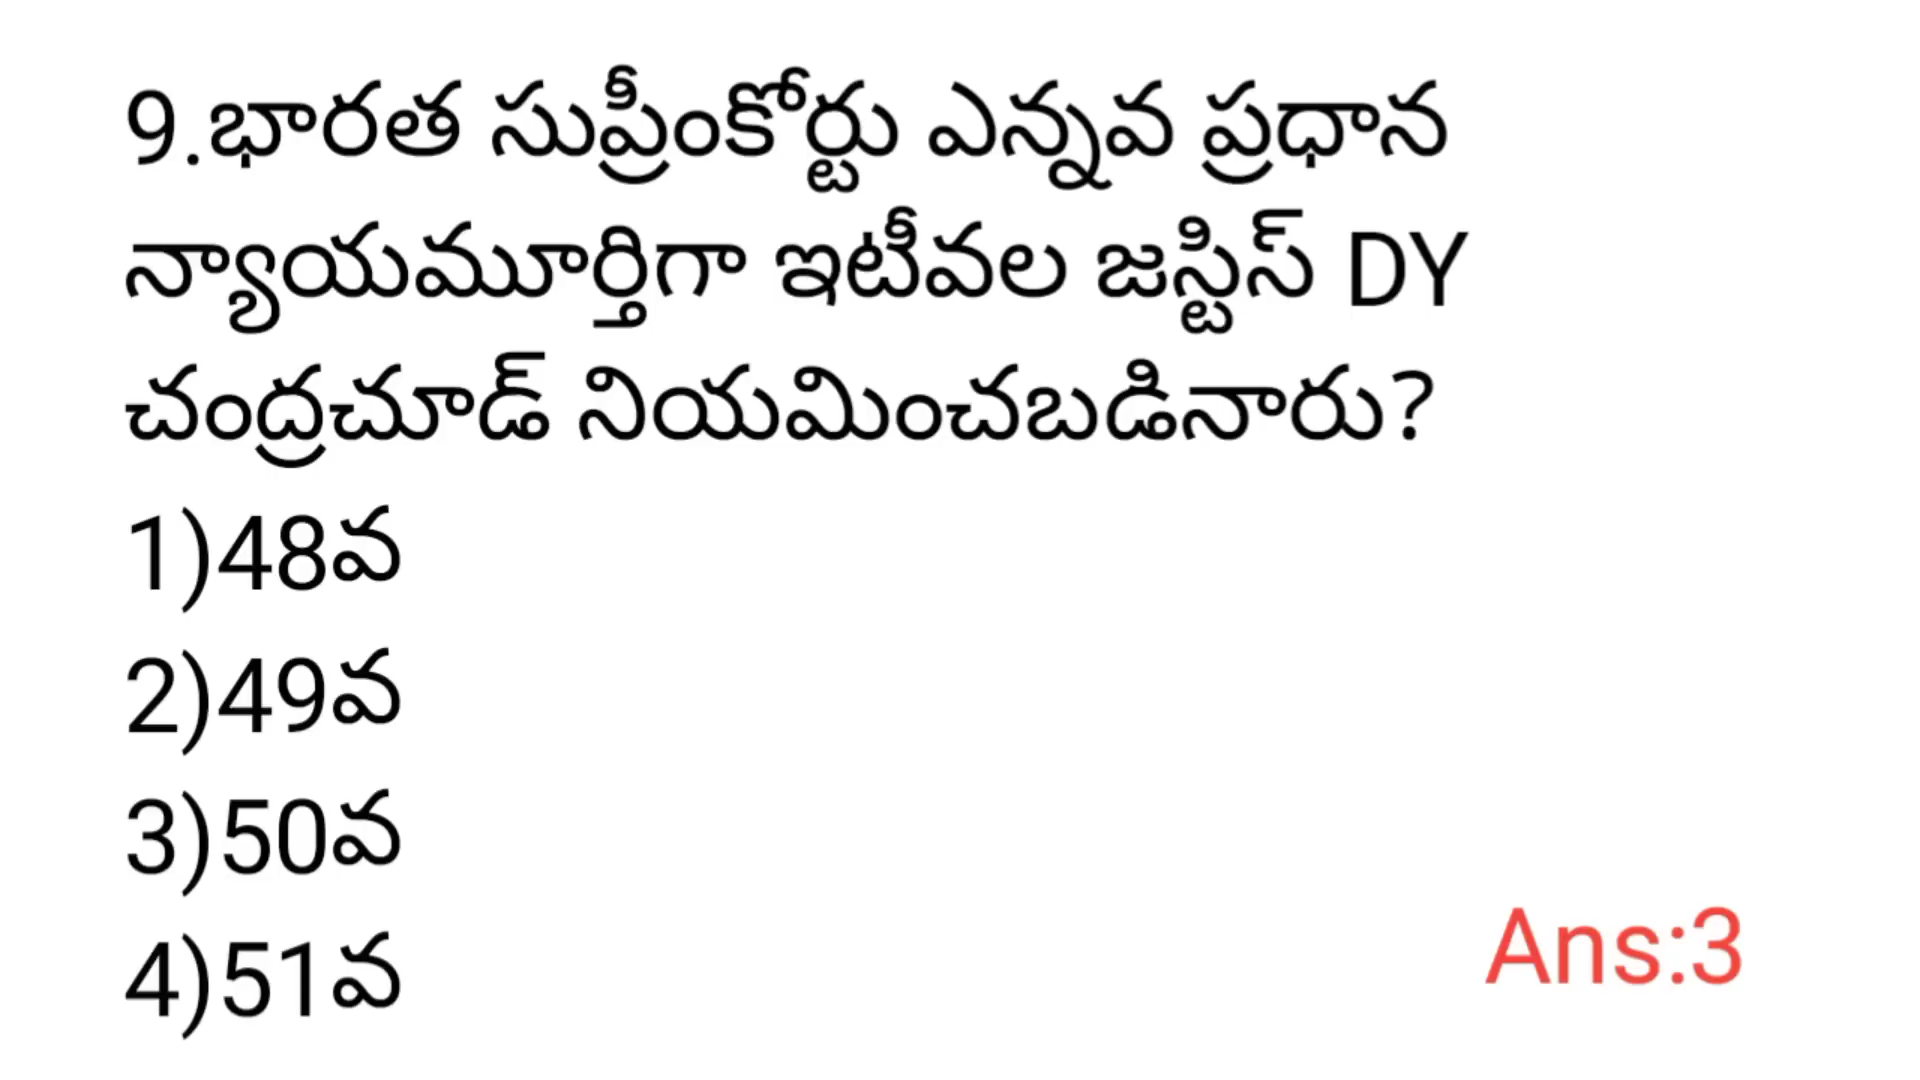 9.భారత సుప్రీంకోర్టు ఎన్నవ ప్రధాన
న్యాయమూర్తిగా ఇటీవల జస్టిస్ DY
చంద్రచూడ్ నియమించబడినారు?
1)48వ
2)49వ
3)50వ
4)51వ
Ans:3